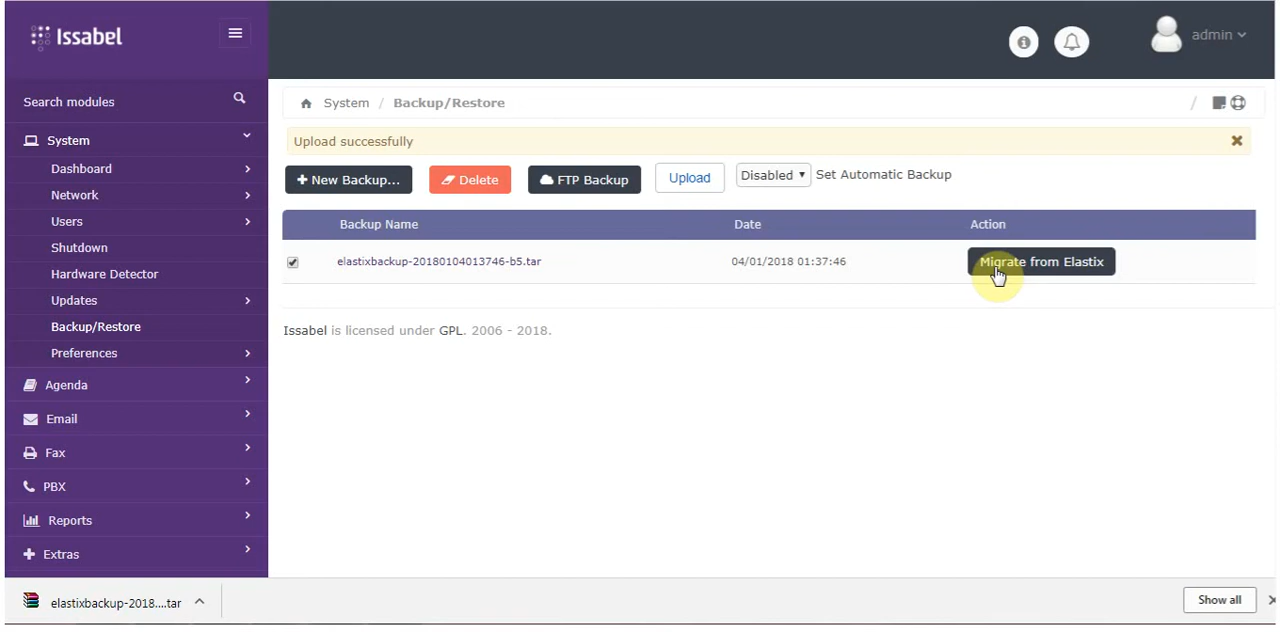 Issabel
admin
Search modules
System / Backup/Restore /
Upload successfully
System
New Backup... Delete FTP Backup Upload Disabled Set Automatic Backup
Dashboard
Network
Backup Name Date Action
Users
Shutdown
elastixbackup-20180104013746-b5.tar 04/01/2018 01:37:46 Migrate from Elastix
Hardware Detector
Updates
Backup/Restore
Issabel is licensed under GPL. 2006 - 2018.
Preferences
Agenda
Email
Fax
PBX
Reports
Extras
elastixbackup-2018....tar Show all